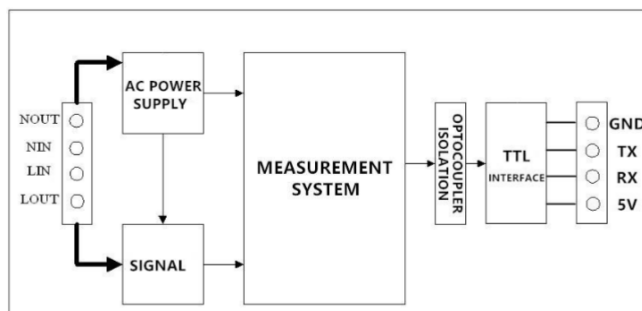 NOUT
NIN
LIN
LOUT
AC POWER
SUPPLY
SIGNAL
MEASUREMENT
SYSTEM
OPTOCOUPLER
ISOLATION
TTL
INTERFACE
GND
TX
RX
5V